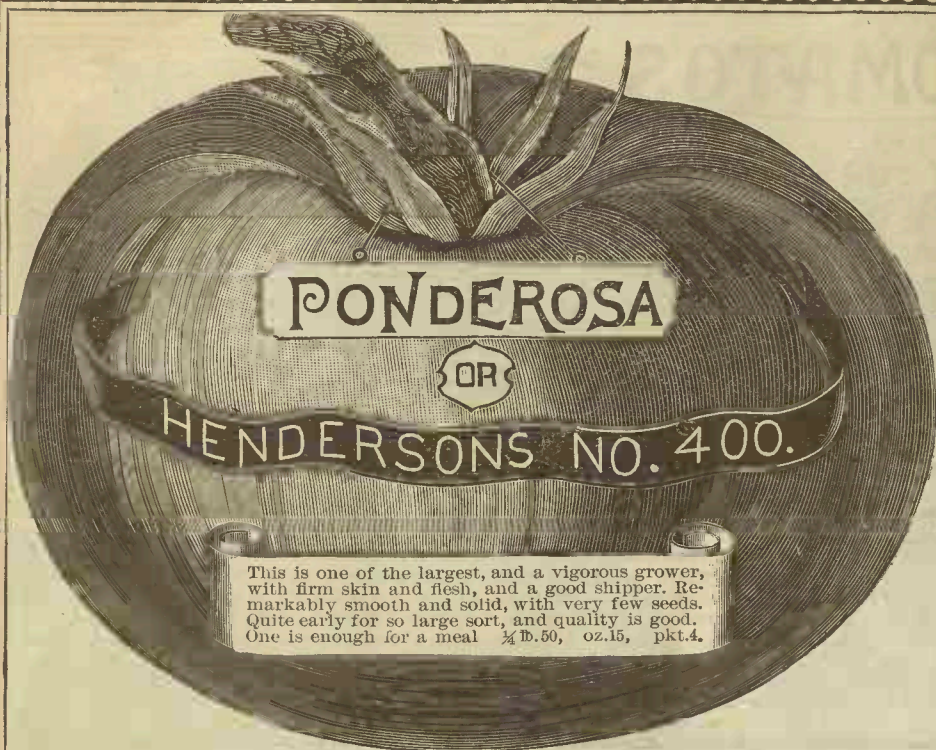 PONDEROSA
OR
HENDERSONS NO. 400.
This is one of the largest, and a vigorous grower,
with firm skin and flesh, and a good shipper. Re-
markably smooth and solid, with very few seeds.
Quite early for so large sort, and quality is good.
One is enough for a meal ¼ lb.50, oz.15, pkt.4.